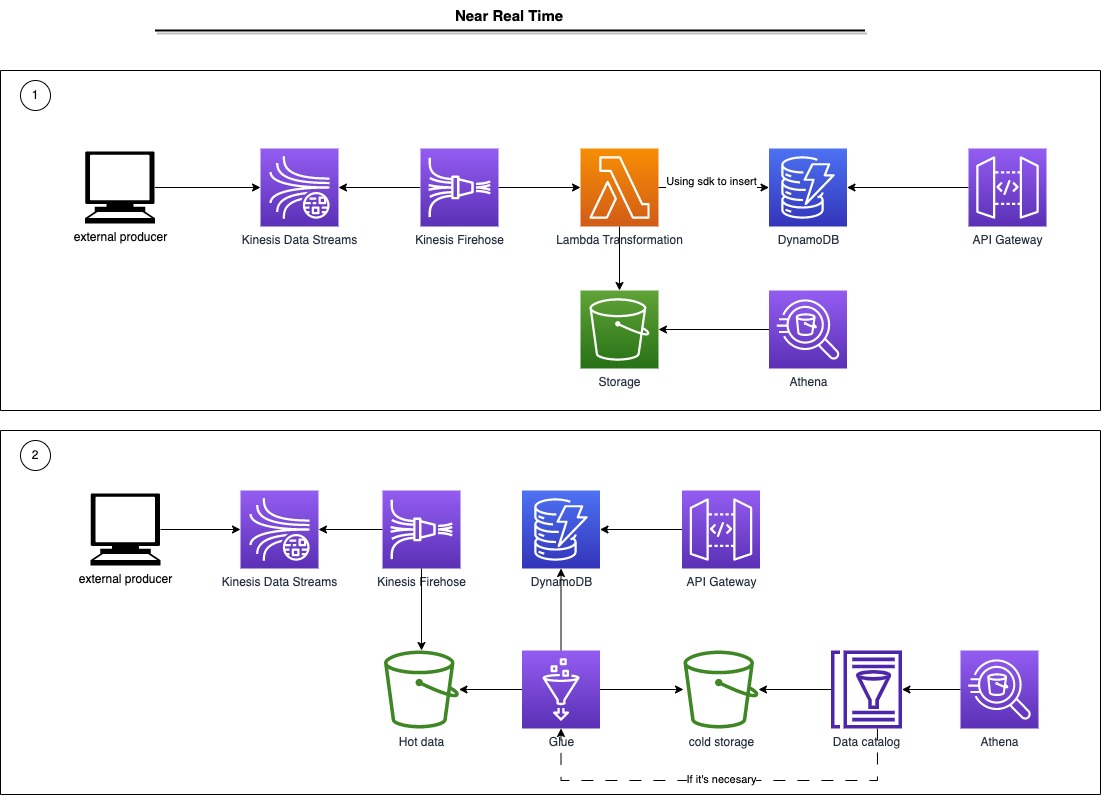 Near Real Time
1
external producer
Kinesis Data Streams
Kinesis Firehose
Lambda Transformation
Using sdk to insert
DynamoDB
API Gateway
Storage
Athena
2
external producer
Kinesis Data Streams
Kinesis Firehose
DynamoDB
API Gateway
Hot data
Glue
cold storage
Data catalog
Athena
If it's necesary